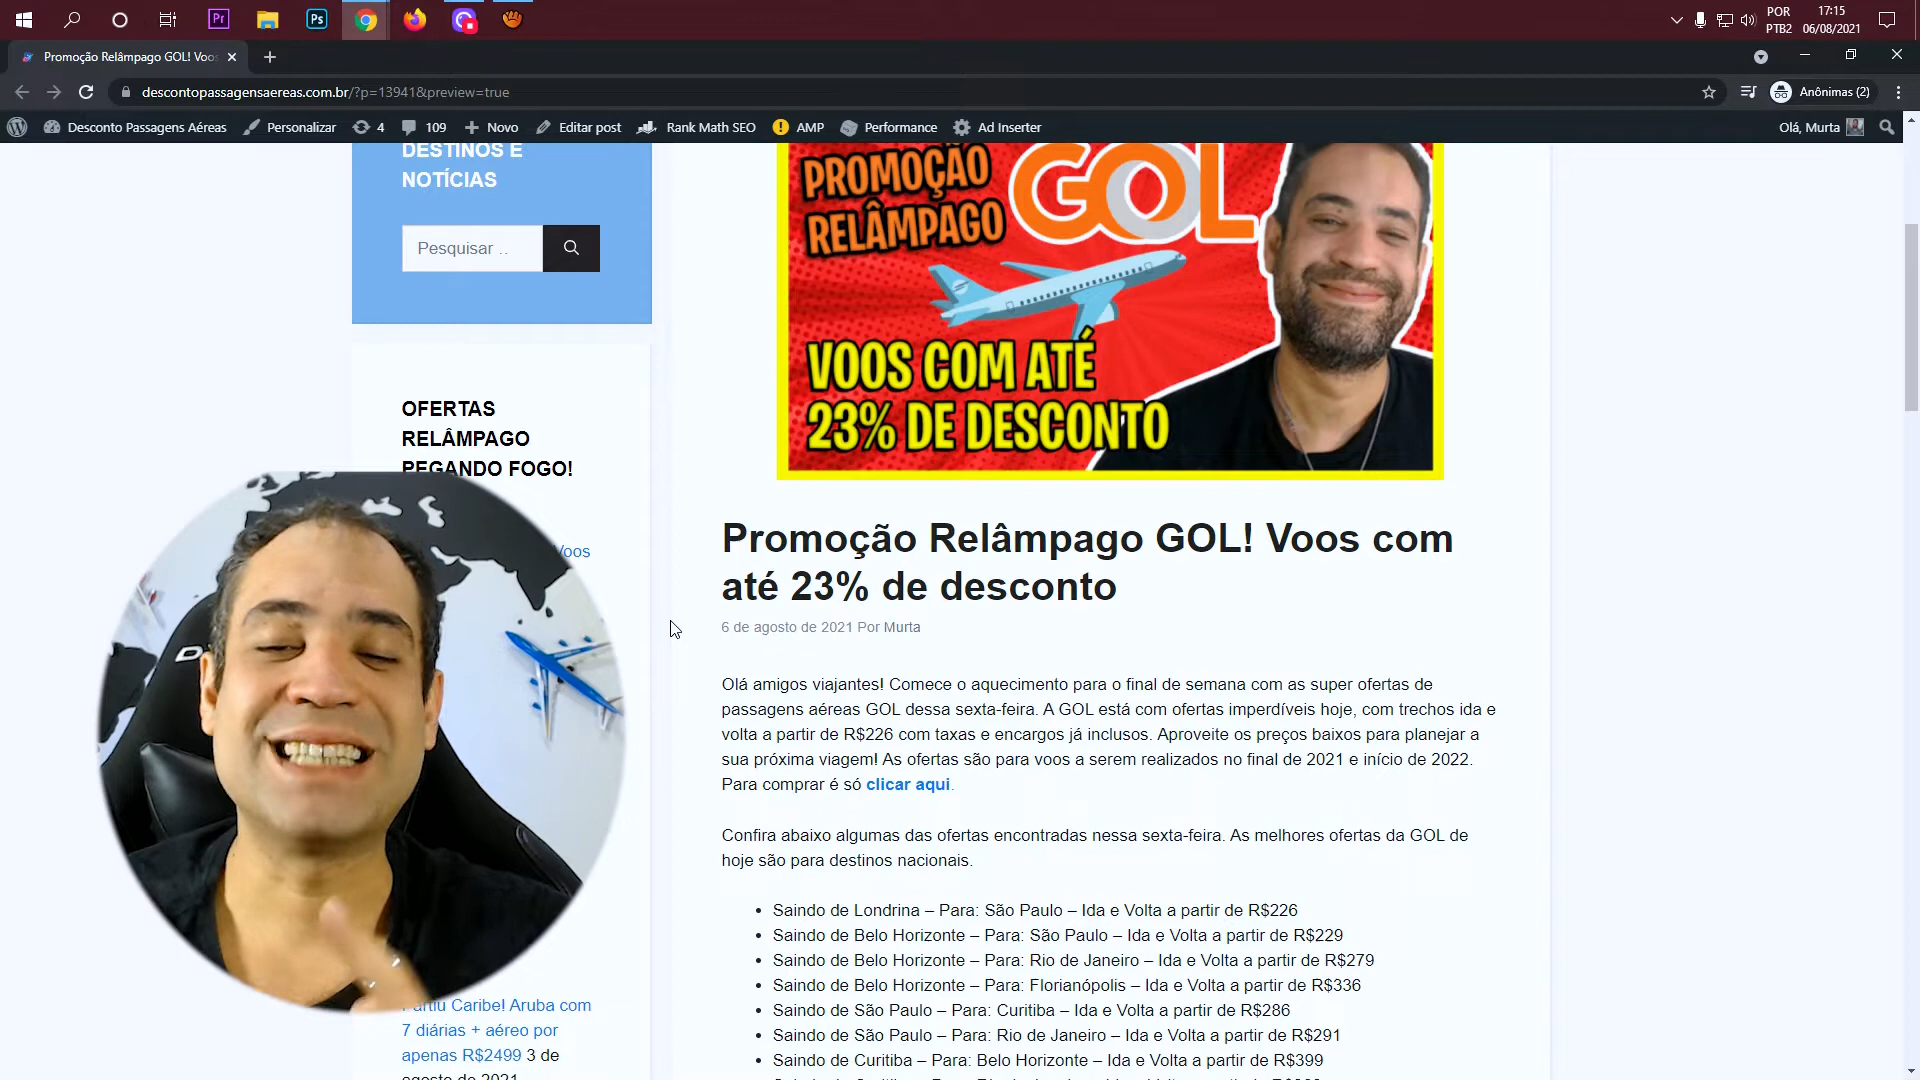 Pr
Ps
POR
PTB2
17:15
06/08/2021
Promoção Relâmpago GOL! Voos
descontopassagensaereas.com.br/?p=13941&preview=true
Anônimas (2)
Desconto Passagens Aéreas
Personalizar
4
109
Novo
Editar post
Rank Math SEO
AMP
Performance
Ad Inserter
Olá, Murta
DESTINOS E
NOTÍCIAS
Pesquisar ..
OFERTAS
RELÂMPAGO
PEGANDO FOGO!
Voos
Partiu Caribe! Aruba com
7 diárias + aéreo por
apenas R$2499 3 de
agosto de 2021
PROMOÇÃO
RELÂMPAGO
GOL
VOOS COM ATÉ
23% DE DESCONTO
Promoção Relâmpago GOL! Voos com
até 23% de desconto
6 de agosto de 2021 Por Murta
Olá amigos viajantes! Comece o aquecimento para o final de semana com as super ofertas de
passagens aéreas GOL dessa sexta-feira. A GOL está com ofertas imperdíveis hoje, com trechos ida e
volta a partir de R$226 com taxas e encargos já inclusos. Aproveite os preços baixos para planejar a
sua próxima viagem! As ofertas são para voos a serem realizados no final de 2021 e início de 2022.
Para comprar é só clicar aqui.
Confira abaixo algumas das ofertas encontradas nessa sexta-feira. As melhores ofertas da GOL de
hoje são para destinos nacionais.
• Saindo de Londrina – Para: São Paulo – Ida e Volta a partir de R$226
• Saindo de Belo Horizonte – Para: São Paulo – Ida e Volta a partir de R$229
• Saindo de Belo Horizonte – Para: Rio de Janeiro – Ida e Volta a partir de R$279
• Saindo de Belo Horizonte – Para: Florianópolis – Ida e Volta a partir de R$336
• Saindo de São Paulo – Para: Curitiba – Ida e Volta a partir de R$286
• Saindo de São Paulo – Para: Rio de Janeiro – Ida e Volta a partir de R$291
• Saindo de Curitiba – Para: Belo Horizonte – Ida e Volta a partir de R$399